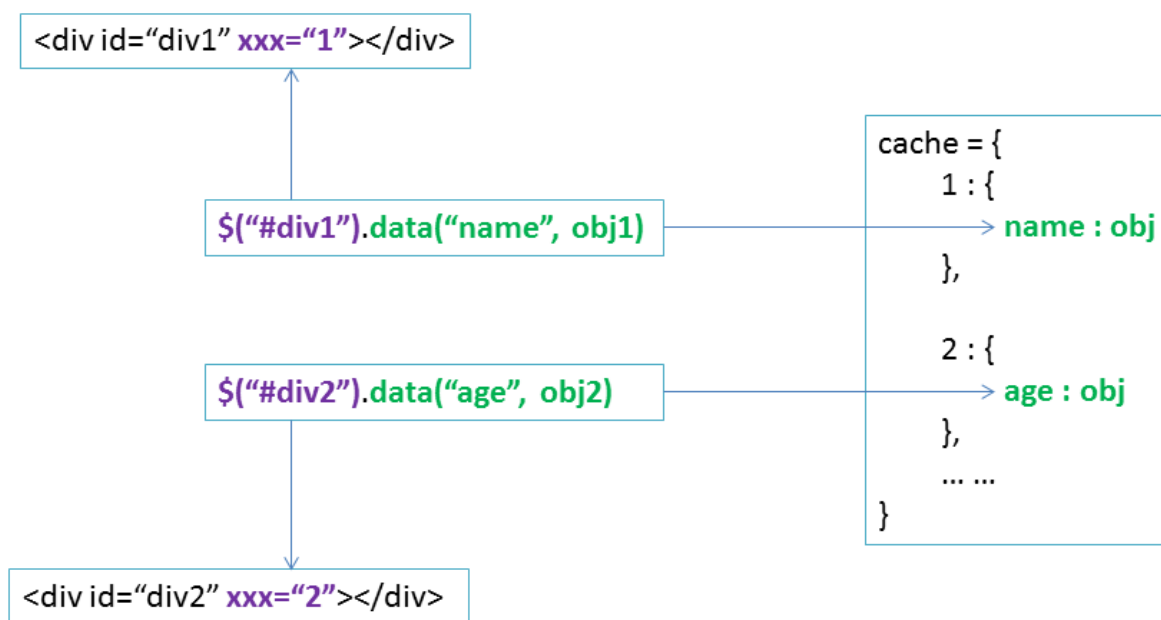 <div id=“div1” xxx=“1”></div>
$(“#div1”).data(“name”, obj1)
$(“#div2”).data(“age”, obj2)
<div id=“div2” xxx=“2”></div>
cache = {
1 : {
name : obj
},
2 : {
age : obj
},
... ...
}